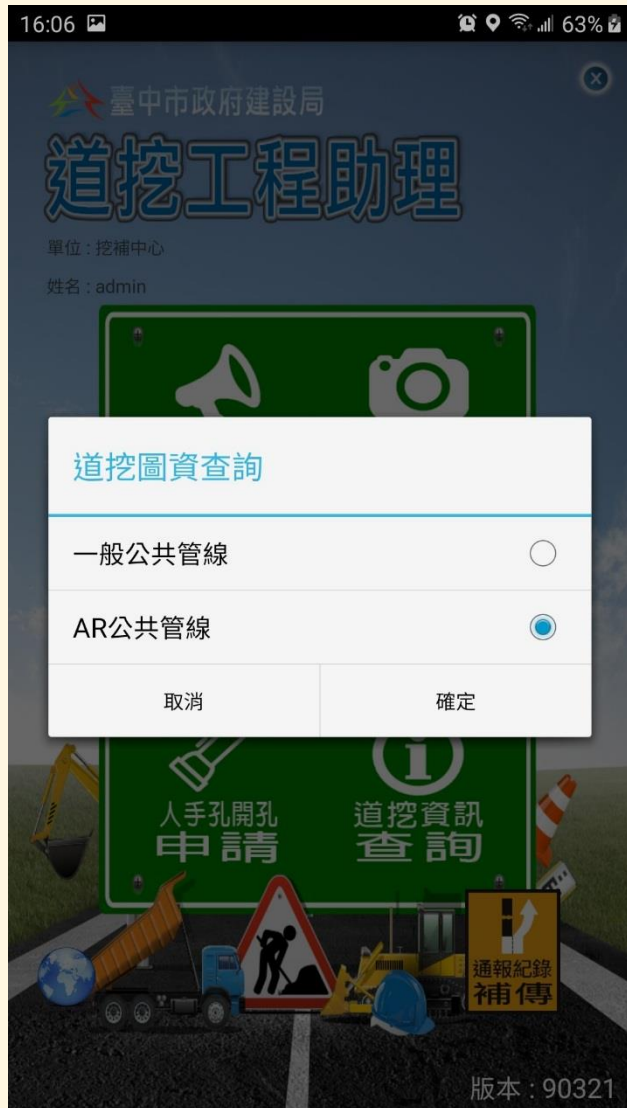 16:06
63%
臺中市政府建設局
道挖工程助理
單位 : 挖補中心
姓名 : admin
道挖圖資查詢
一般公共管線
AR公共管線
取消
確定
人手孔開孔
申請
道挖資訊
查詢
通報紀錄
補傳
版本 : 90321